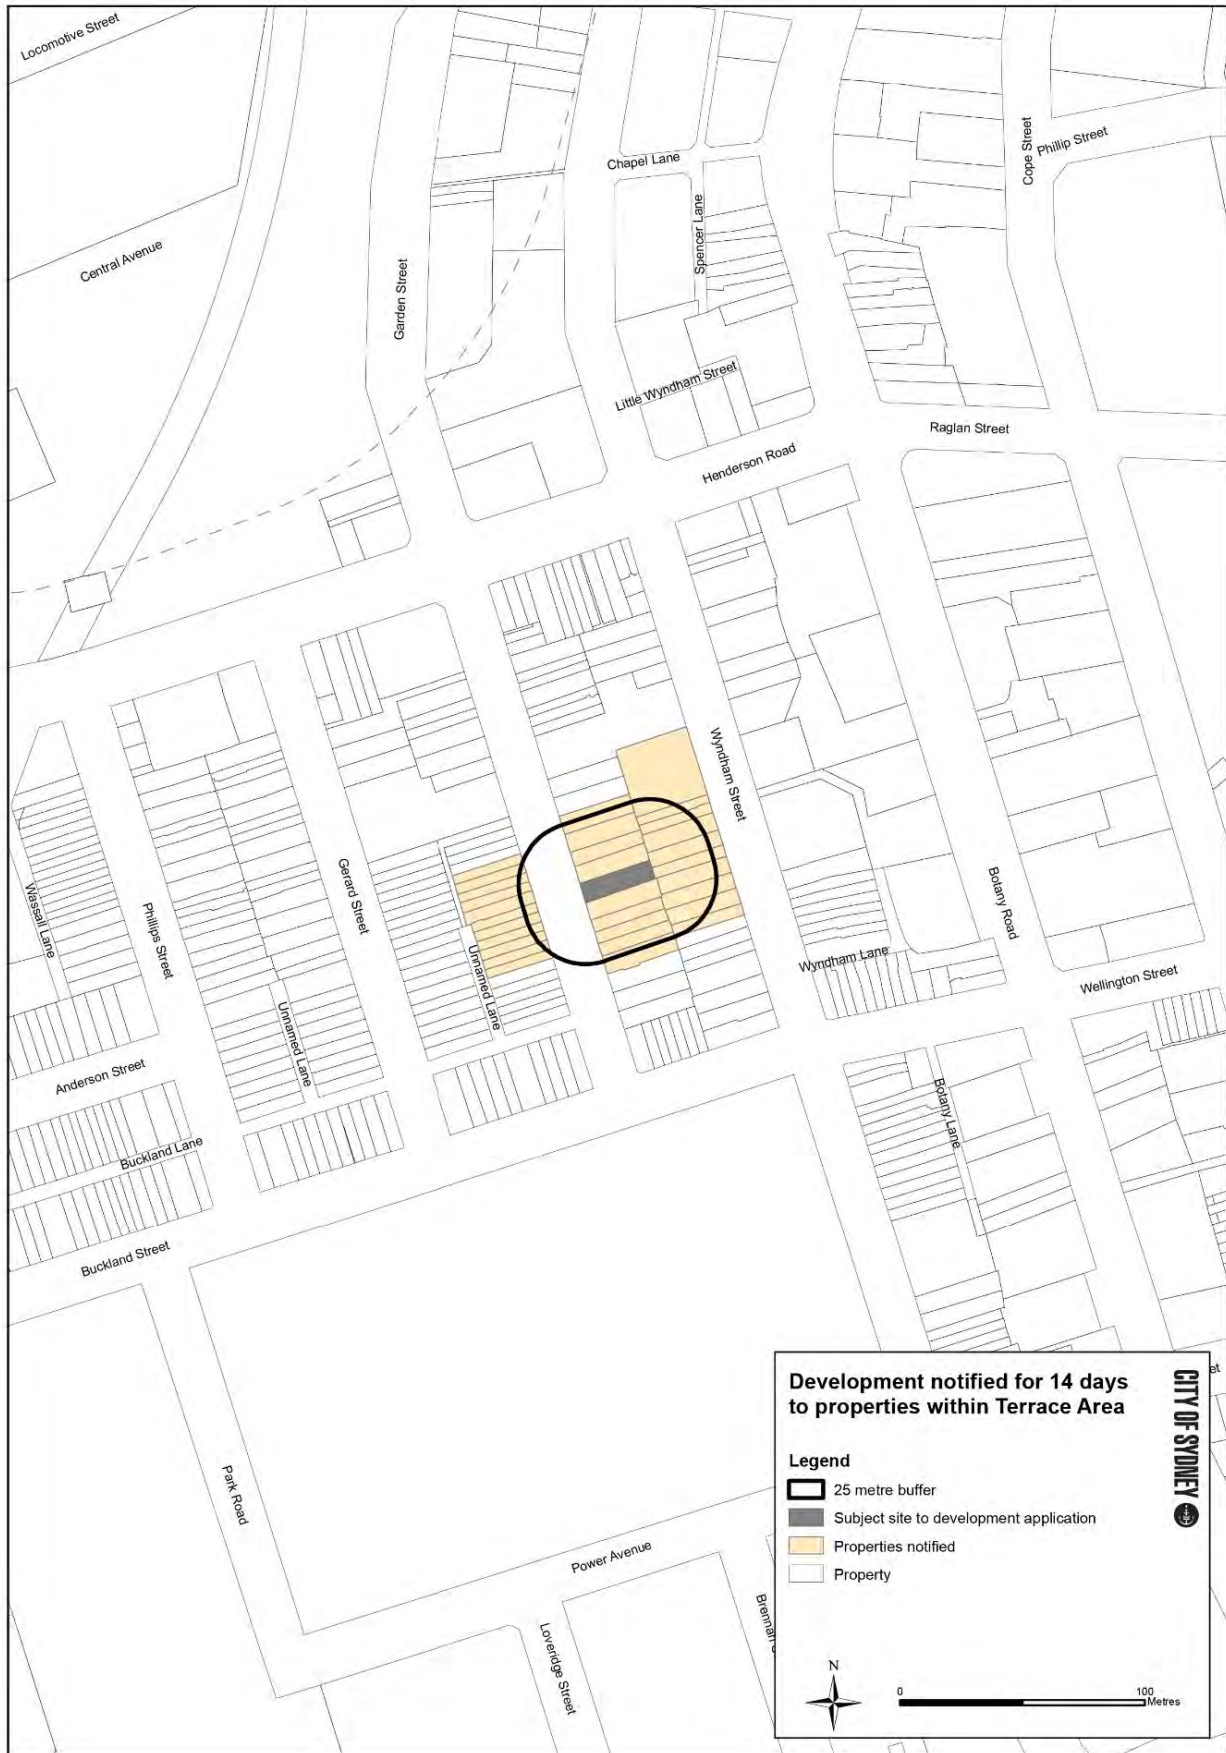 Locomotive Street
Central Avenue
Garden Street
Chapel Lane
Spencer Lane
Cope Street
Phillip Street
Little Wyndham Street
Henderson Road
Raglan Street
Wyndham Street
Wassall Lane
Phillips Street
Gerard Street
Unnamed Lane
Unnamed Lane
Wyndham Lane
Botany Road
Wellington Street
Anderson Street
Buckland Lane
Botany Lane
Buckland Street
Park Road
Power Avenue
Loveridge Street
et
Development notified for 14 days
to properties within Terrace Area
CITY OF SYDNEY
Legend
25 metre buffer
Subject site to development application
Properties notified
Property
N
0
100
Metres